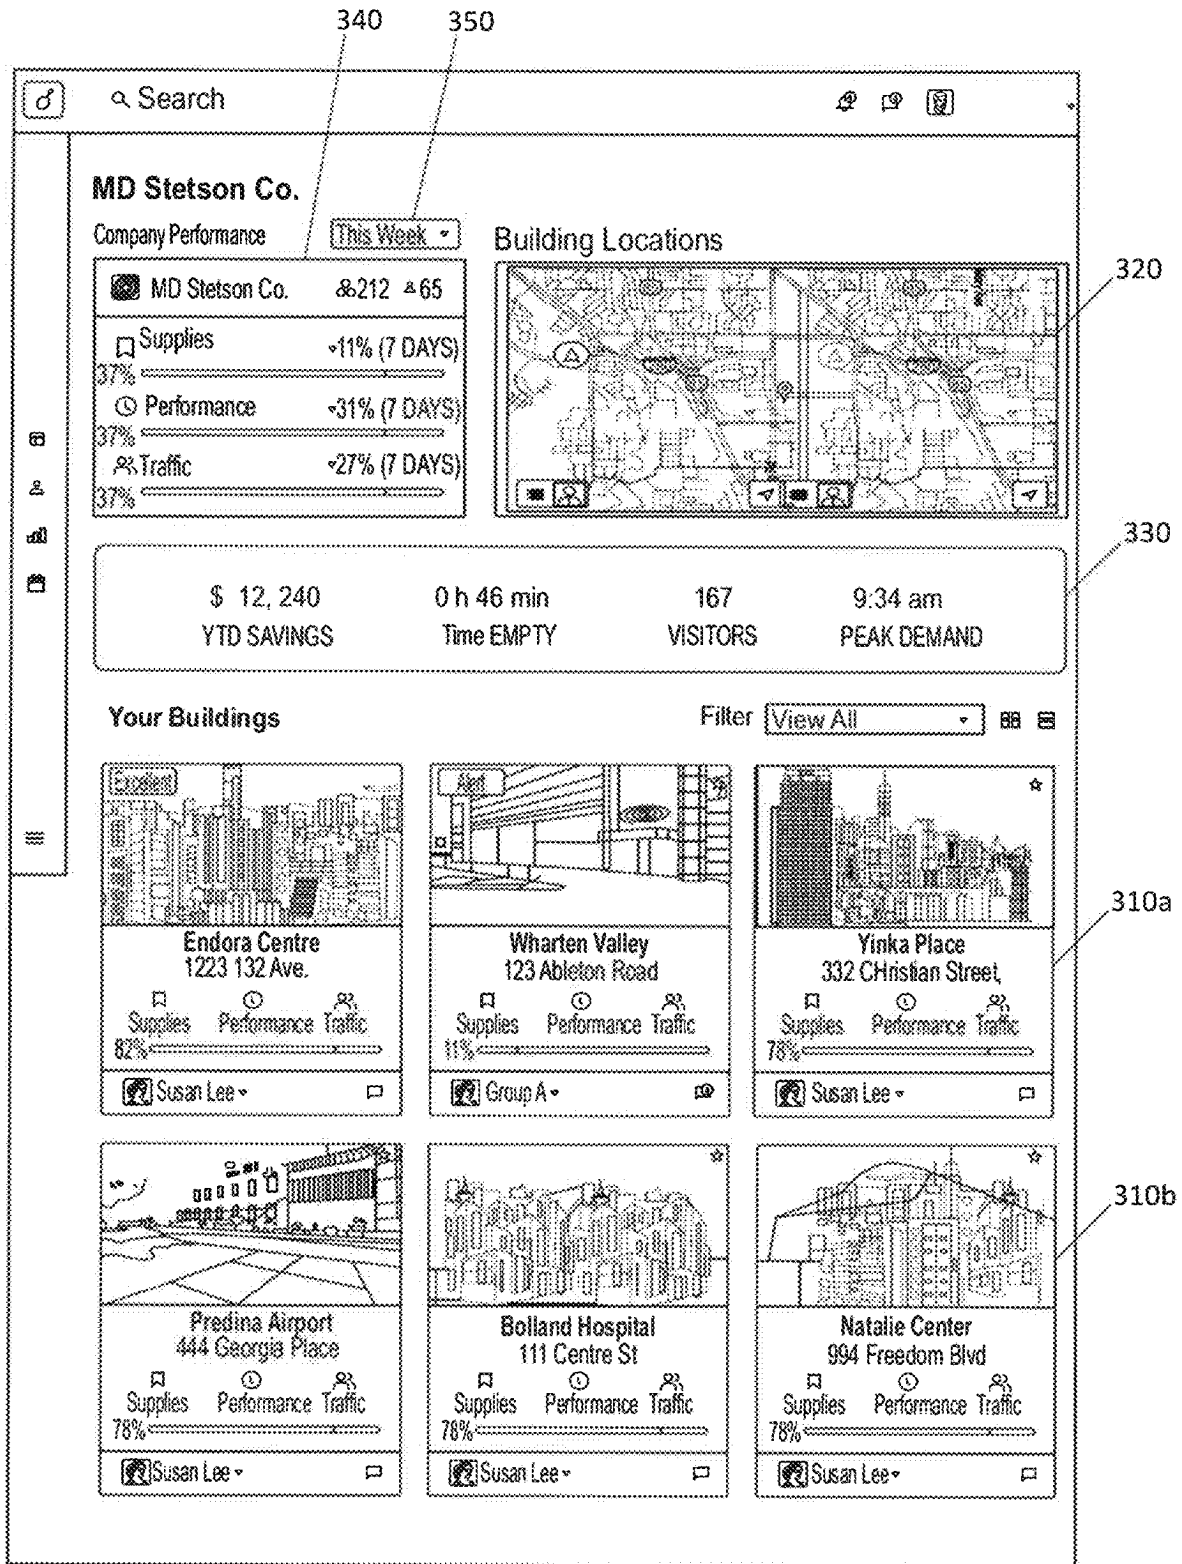 340 350
Search
MD Stetson Co.
Company Performance This Week
Building Locations
320
MD Stetson Co. 212 65
Supplies 11% (7 DAYS)
37%
Performance 31% (7 DAYS)
37%
Traffic 27% (7 DAYS)
37%
330
$ 12, 240 0 h 46 min 167 9:34 am
YTD SAVINGS Time EMPTY VISITORS PEAK DEMAND
Your Buildings Filter View All
Excellent Alert
310a
Endora Centre Wharten Valley Yinka Place
1223 132 Ave. 123 Ableton Road 332 CHristian Street,
Supplies Performance Traffic Supplies Performance Traffic Supplies Performance Traffic
82% 11% 78%
Susan Lee Group A Susan Lee
310b
Predina Airport Bolland Hospital Natalie Center
444 Georgia Place 111 Centre St 994 Freedom Blvd
Supplies Performance Traffic Supplies Performance Traffic Supplies Performance Traffic
78% 78% 78%
Susan Lee Susan Lee Susan Lee